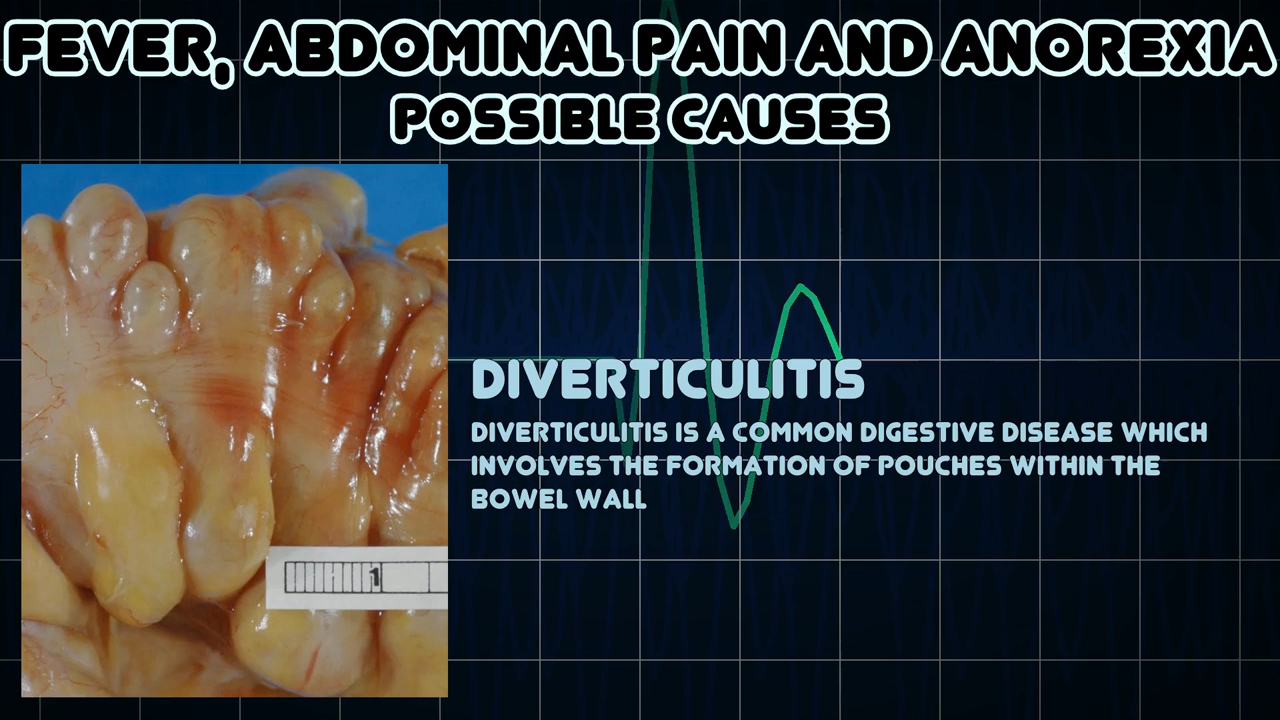 FEVER, ABDOMINAL PAIN AND ANOREXIA
POSSIBLE CAUSES
DIVERTICULITIS
DIVERTICULITIS IS A COMMON DIGESTIVE DISEASE WHICH
INVOLVES THE FORMATION OF POUCHES WITHIN THE
BOWEL WALL
1